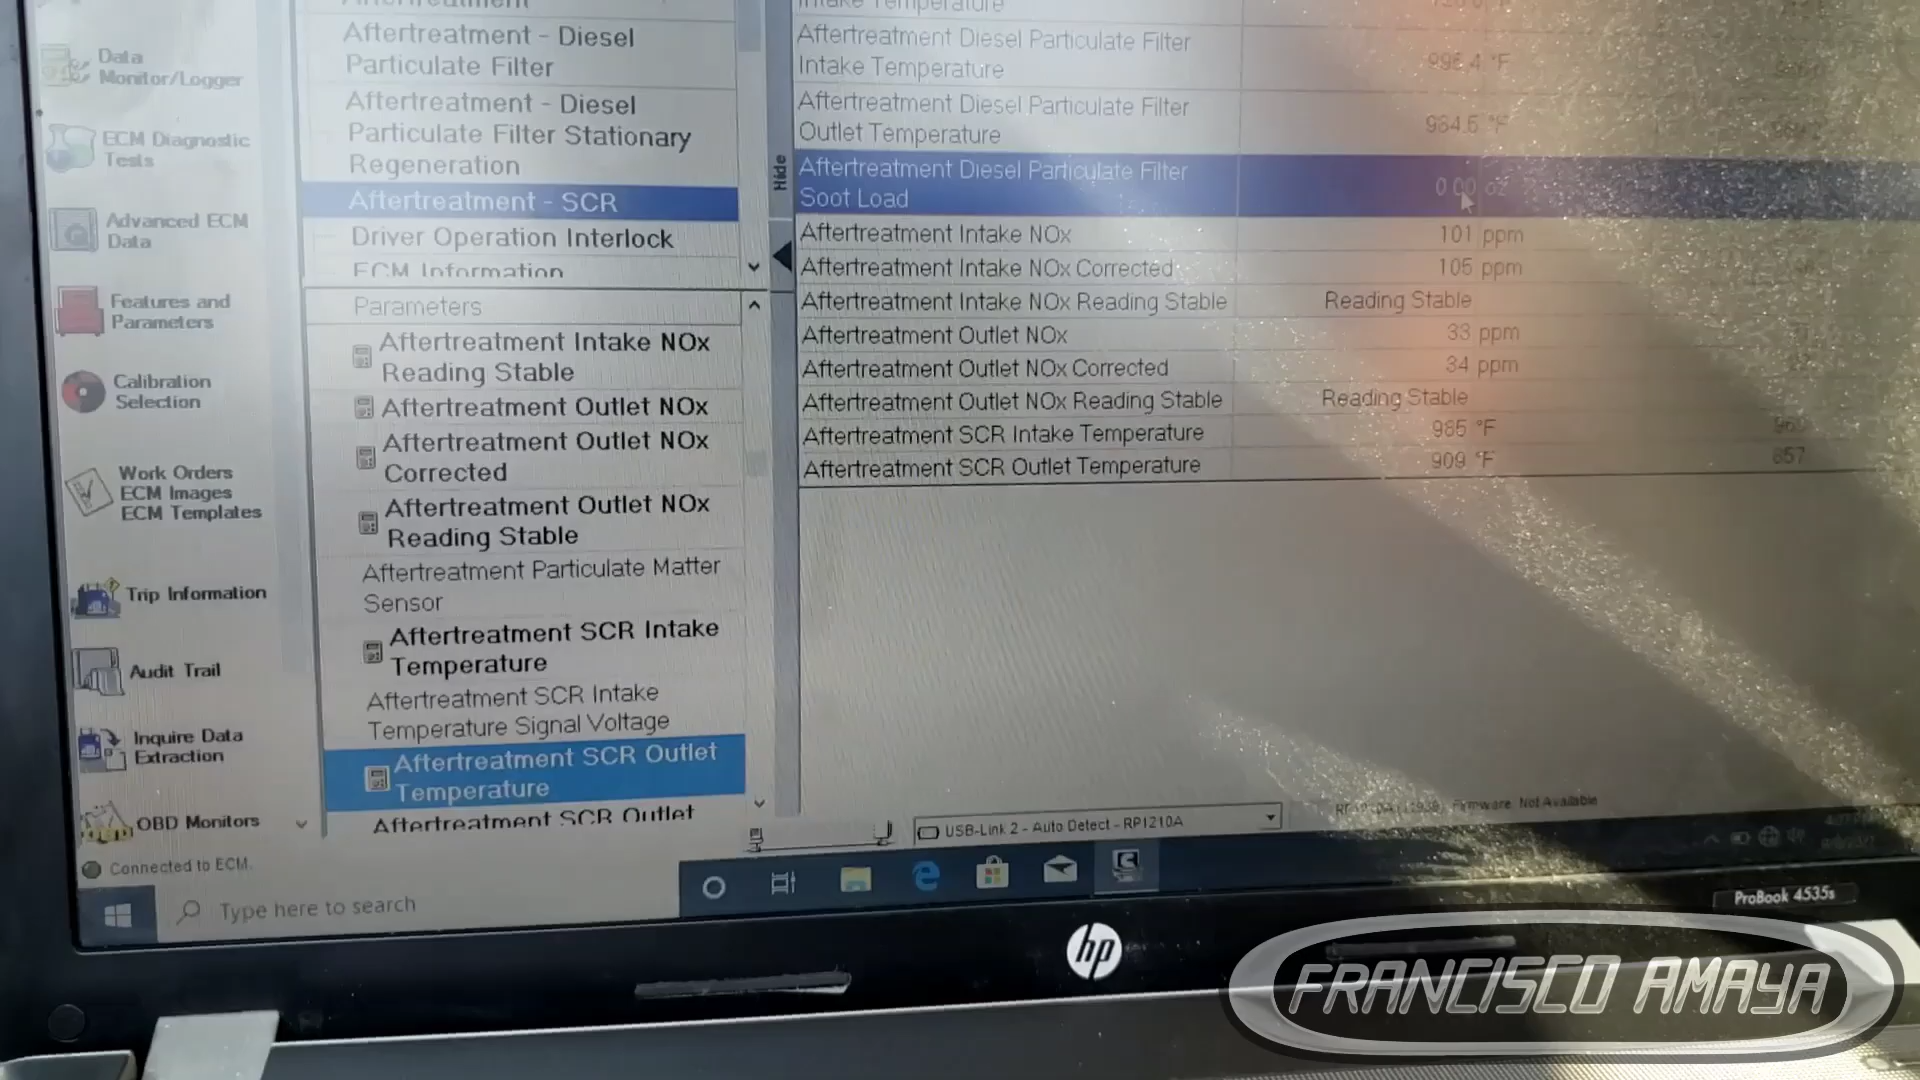 Data
Monitor/Logger
ECM Diagnostic
Tests
Advanced ECM
Data
Features and
Parameters
Calibration
Selection
Work Orders
ECM Images
ECM Templates
Trip Information
Audit Trail
Inquire Data
Extraction
OBD Monitors
Connected to ECM.
Aftertreatment
Aftertreatment - Diesel
Particulate Filter
Aftertreatment - Diesel
Particulate Filter Stationary
Regeneration
Aftertreatment - SCR
Driver Operation Interlock
ECM Information
Parameters
Aftertreatment Intake NOx
Reading Stable
Aftertreatment Outlet NOx
Aftertreatment Outlet NOx
Corrected
Aftertreatment Outlet NOx
Reading Stable
Aftertreatment Particulate Matter
Sensor
Aftertreatment SCR Intake
Temperature
Aftertreatment SCR Intake
Temperature Signal Voltage
Aftertreatment SCR Outlet
Temperature
Aftertreatment SCR Outlet
Hide
Intake Temperature
Aftertreatment Diesel Particulate Filter
Intake Temperature °F
Aftertreatment Diesel Particulate Filter
Outlet Temperature 984.6 °F
Aftertreatment Diesel Particulate Filter
Soot Load 0.00 oz
Aftertreatment Intake NOx 101 ppm
Aftertreatment Intake NOx Corrected 105 ppm
Aftertreatment Intake NOx Reading Stable Reading Stable
Aftertreatment Outlet NOx 33 ppm
Aftertreatment Outlet NOx Corrected 34 ppm
Aftertreatment Outlet NOx Reading Stable Reading Stable
Aftertreatment SCR Intake Temperature 985 °F
Aftertreatment SCR Outlet Temperature 909 °F 857
USB-Link 2 - Auto Detect - RP1210A
Firmware: Not Available
Type here to search
ProBook 4535s
hp
FRANCISCO AMAYA